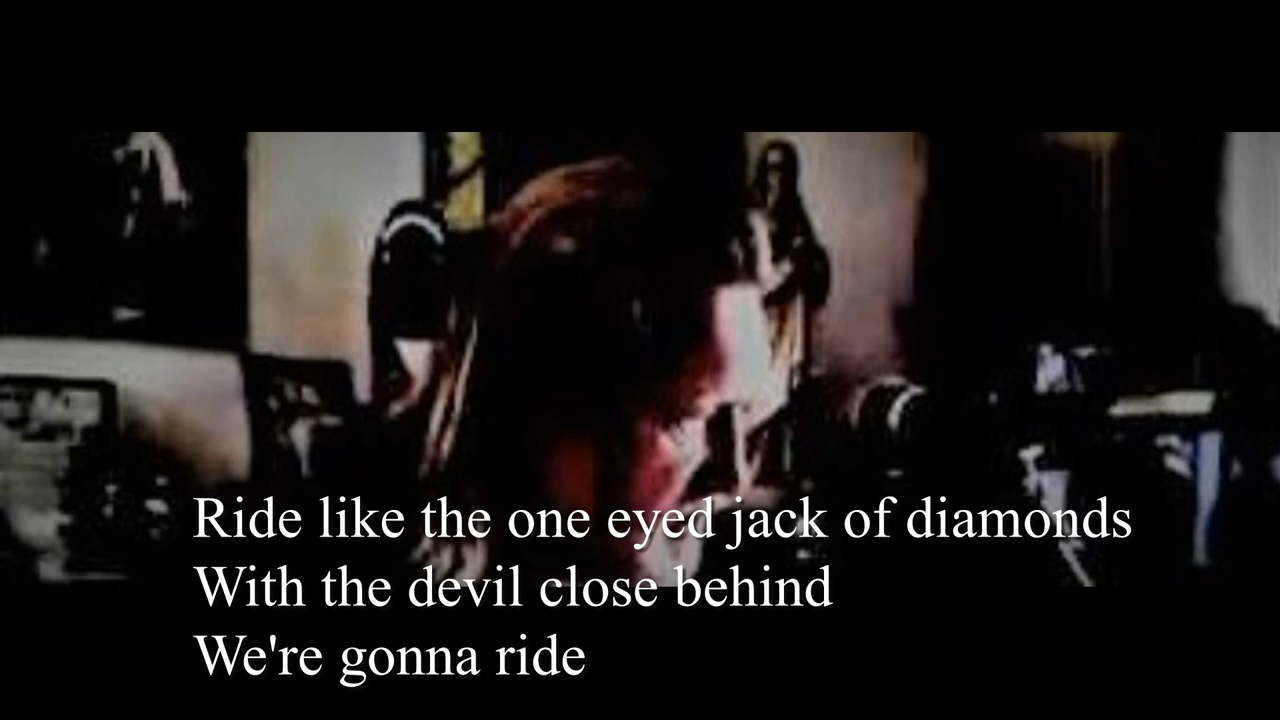 Ride like the one eyed jack of diamonds
With the devil close behind
We're gonna ride